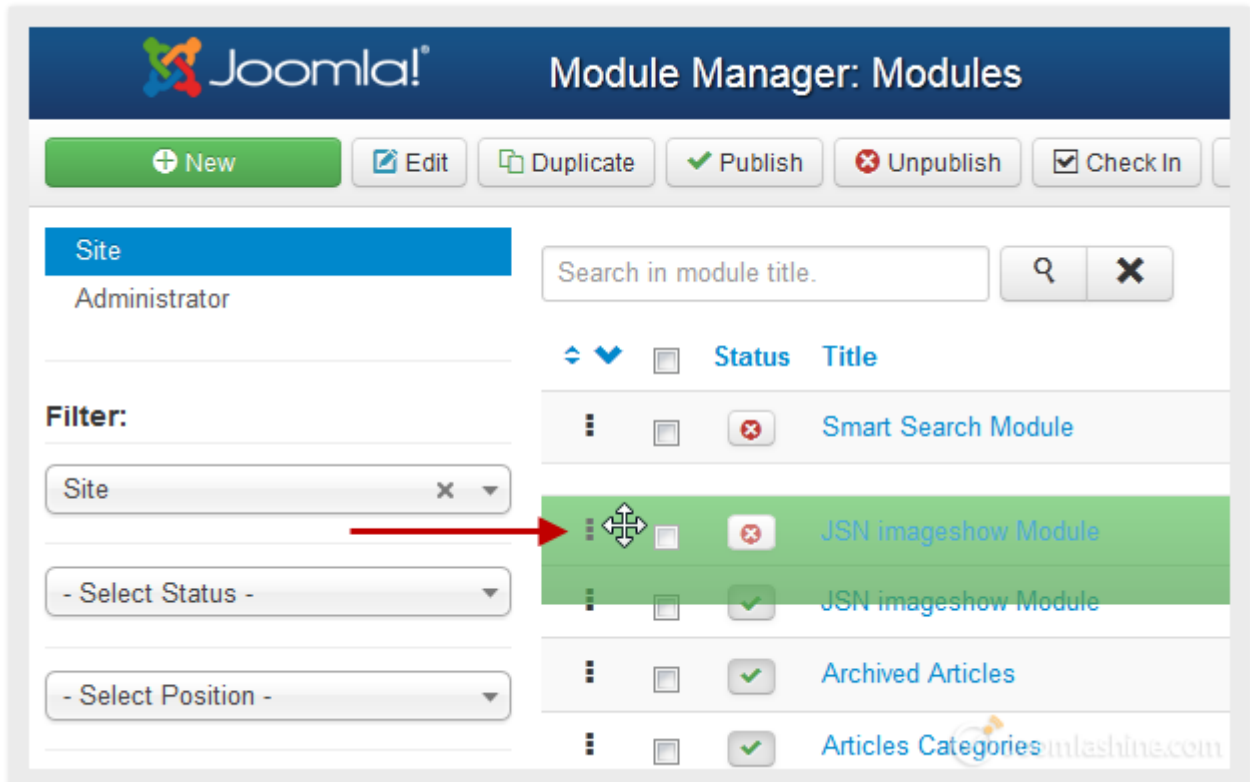 Joomla!®
Module Manager: Modules
New
Edit
Duplicate
Publish
Unpublish
Check In
Site
Administrator
Search in module title.
Status
Title
Filter:
Smart Search Module
Site
JSN imageshow Module
- Select Status -
JSN imageshow Module
Archived Articles
- Select Position -
Articles Categories
Joomlashine.com